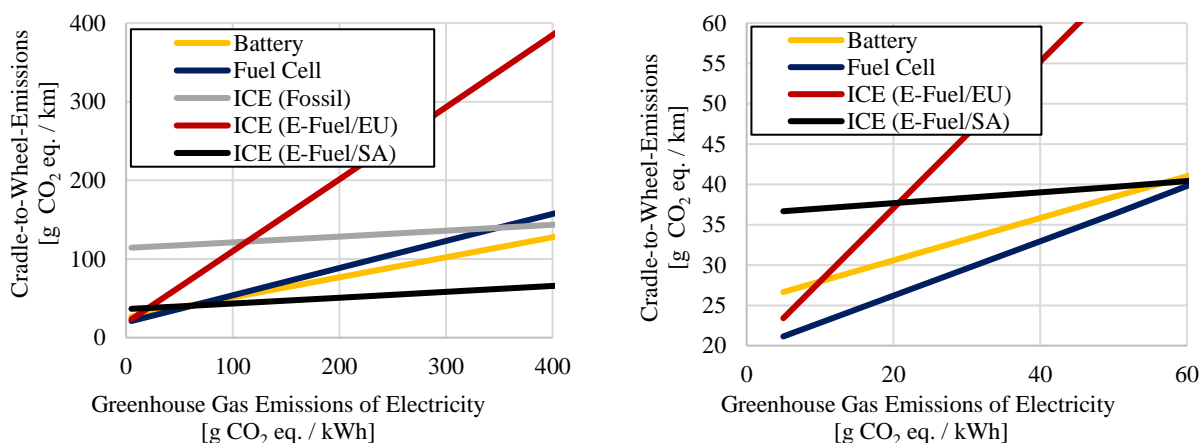 Cradle-to-Wheel-Emissions
[g CO₂ eq. / km]
400
300
200
100
0
Battery
Fuel Cell
ICE (Fossil)
ICE (E-Fuel/EU)
ICE (E-Fuel/SA)
0 100 200 300 400
Greenhouse Gas Emissions of Electricity
[g CO₂ eq. / kWh]
Cradle-to-Wheel-Emissions
[g CO₂ eq. / km]
60
55
50
45
40
35
30
25
20
Battery
Fuel Cell
ICE (E-Fuel/EU)
ICE (E-Fuel/SA)
0 20 40 60
Greenhouse Gas Emissions of Electricity
[g CO₂ eq. / kWh]